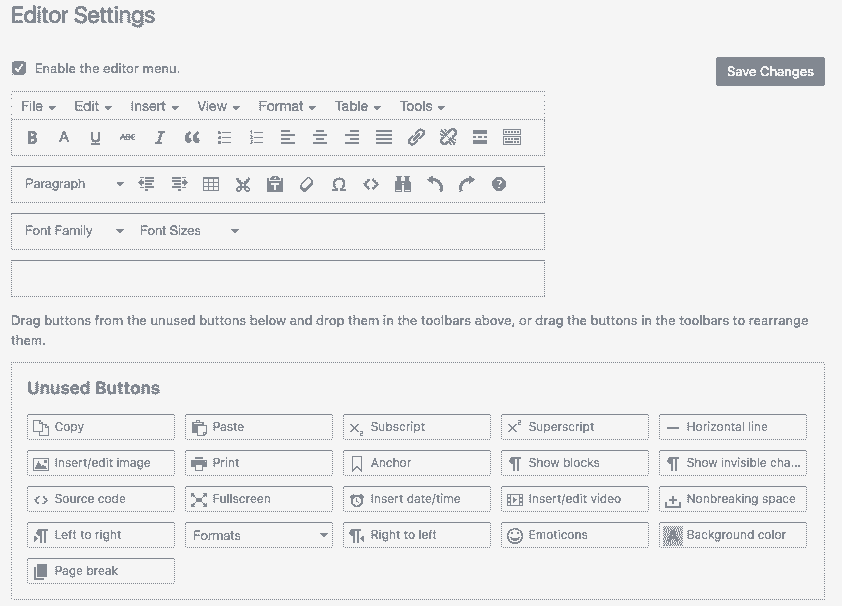 Editor Settings
Enable the editor menu.
Save Changes
File Edit Insert View Format Table Tools
B A U ABC I
Paragraph
Font Family Font Sizes
Drag buttons from the unused buttons below and drop them in the toolbars above, or drag the buttons in the toolbars to rearrange
them.
Unused Buttons
Copy Paste Subscript Superscript Horizontal line
Insert/edit image Print Anchor Show blocks Show invisible cha...
Source code Fullscreen Insert date/time Insert/edit video Nonbreaking space
Left to right Formats Right to left Emoticons Background color
Page break